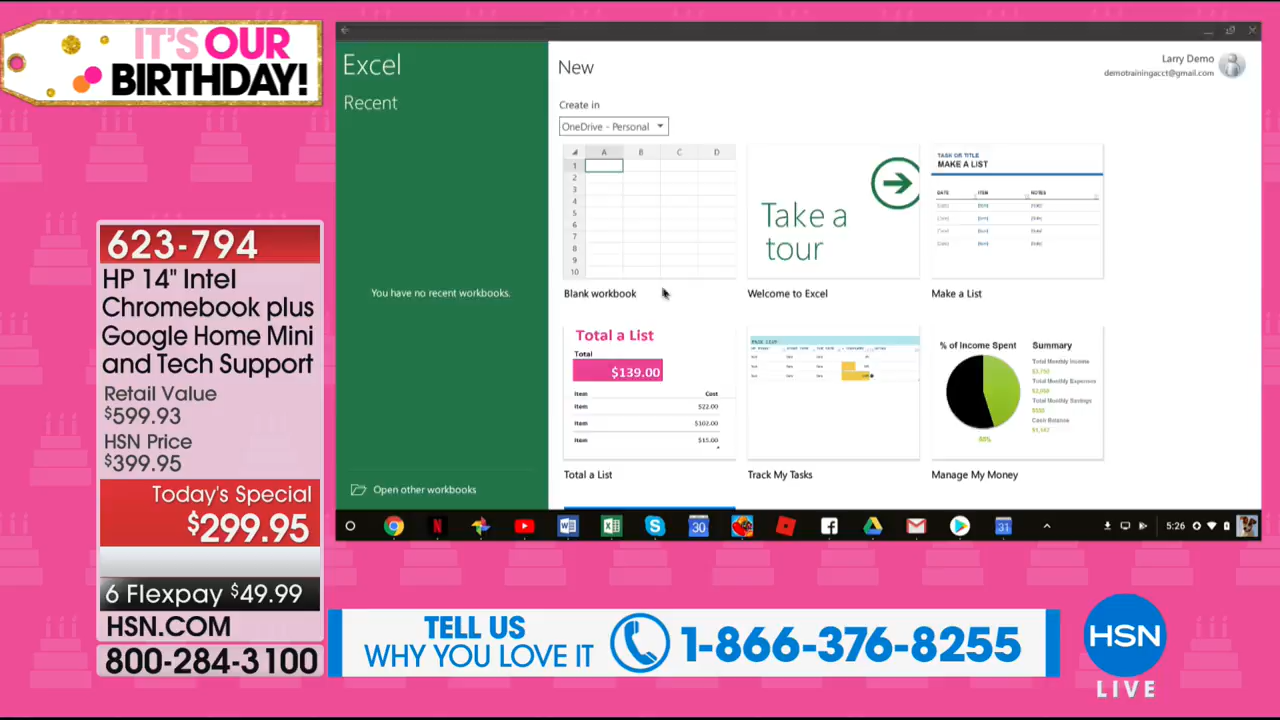 IT'S OUR
BIRTHDAY!
623-794
HP 14" Intel
Chromebook plus
Google Home Mini
and Tech Support
Retail Value
$599.93
HSN Price
$399.95
Today's Special
$299.95
6 Flexpay $49.99
HSN.COM
800-284-3100
Excel
Recent
You have no recent workbooks.
Open other workbooks
New
Larry Demo
demotrainingacct@gmail.com
Create in
OneDrive - Personal
A B C D
1
2
3
4
5
6
7
8
9
10
Blank workbook
Take a
tour
Welcome to Excel
TASK OR TITLE
MAKE A LIST
DATE ITEM NOTES
Make a List
Total a List
Total
$139.00
Item Cost
Item $22.00
Item $102.00
Item $15.00
Total a List
Track My Tasks
% of Income Spent
Summary
Total Monthly Income
Total Monthly Expenses
Total Monthly Savings
Cash Balance
Manage My Money
30
31
5:26
TELL US
WHY YOU LOVE IT
1-866-376-8255
HSN
LIVE